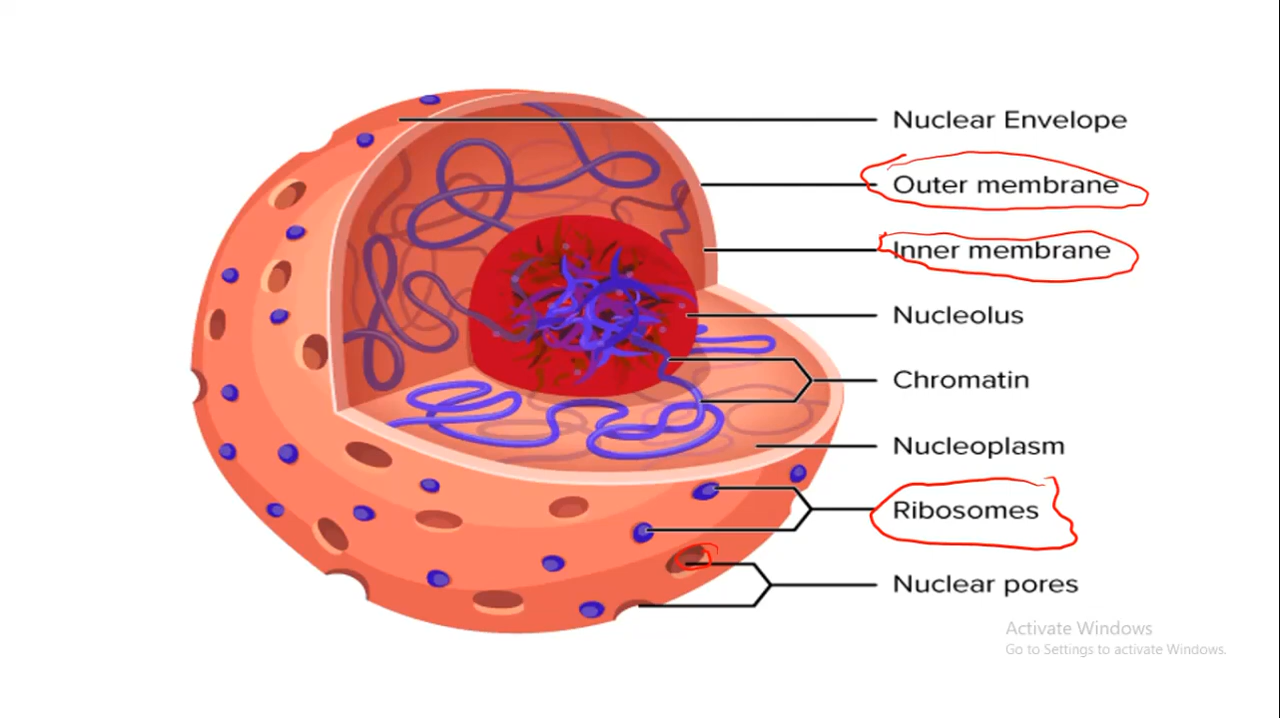 Nuclear Envelope
Outer membrane
Inner membrane
Nucleolus
Chromatin
Nucleoplasm
Ribosomes
Nuclear pores
Activate Windows
Go to Settings to activate Windows.